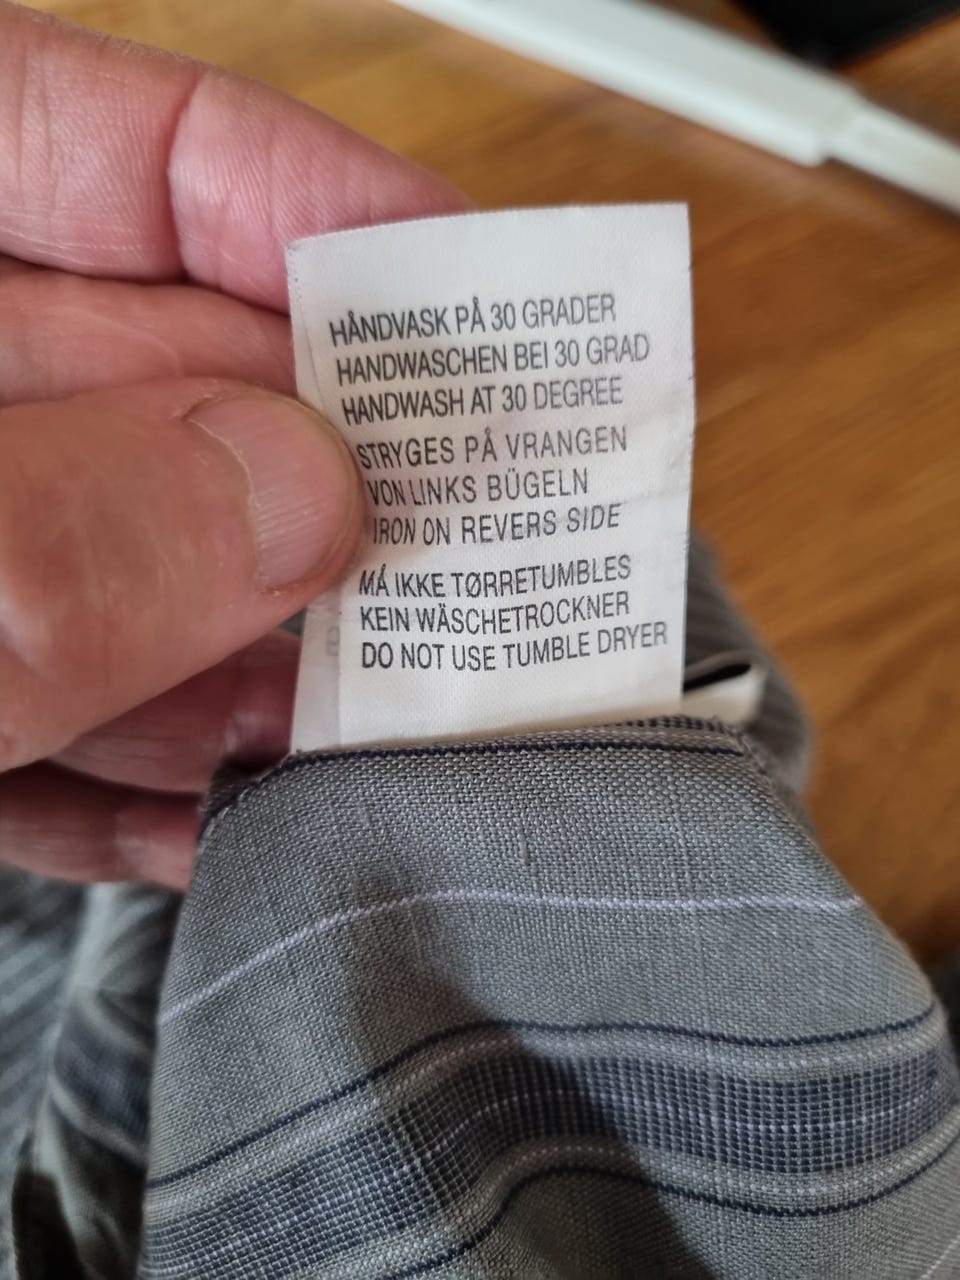 HÅNDVASK PÅ 30 GRADER
HANDWASCHEN BEI 30 GRAD
HANDWASH AT 30 DEGREE
STRYGES PÅ VRANGEN
VON LINKS BÜGELN
IRON ON REVERS SIDE
MÅ IKKE TØRRETUMBLES
KEIN WÄSCHETROCKNER
DO NOT USE TUMBLE DRYER